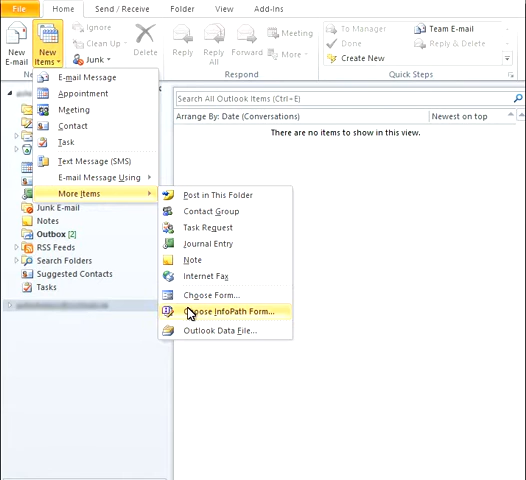 File Home Send / Receive Folder View Add-Ins
New E-mail
New Items
Ignore
Clean Up
Junk
Delete
Reply
Reply All
Forward
Meeting
More
Respond
To Manager
Team E-mail
Done
Create New
Quick Steps
E-mail Message
Appointment
Meeting
Contact
Task
Text Message (SMS)
E-mail Message Using
More Items
Post in This Folder
Contact Group
Task Request
Journal Entry
Note
Internet Fax
Choose Form...
Choose InfoPath Form...
Outlook Data File...
Junk E-mail
Notes
Outbox [2]
RSS Feeds
Search Folders
Suggested Contacts
Tasks
Search All Outlook Items (Ctrl+E)
Arrange By: Date (Conversations) Newest on top
There are no items to show in this view.